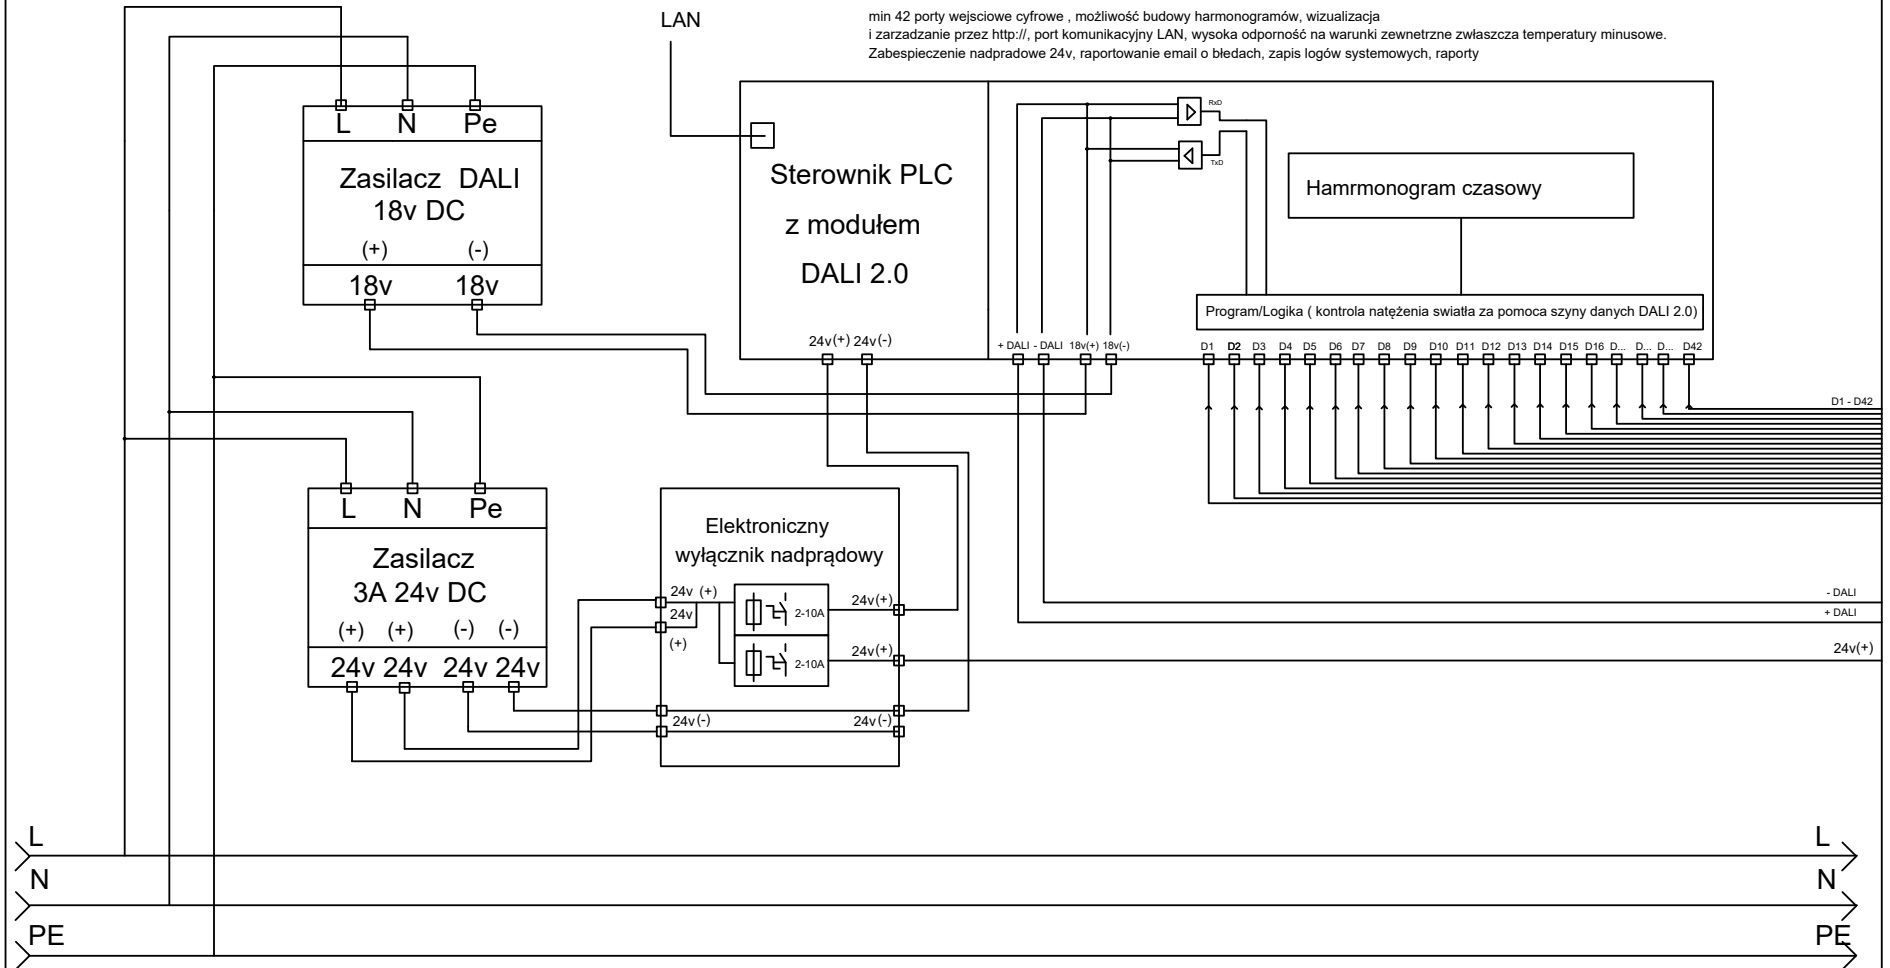 LAN
min 42 porty wejsciowe cyfrowe , możliwość budowy harmonogramów, wizualizacja
i zarzadzanie przez http://, port komunikacyjny LAN, wysoka odporność na warunki zewnetrzne zwłaszcza temperatury minusowe.
Zabespieczenie nadpradowe 24v, raportowanie email o błedach, zapis logów systemowych, raporty
L N Pe
Zasilacz DALI
18v DC
(+) (-)
18v 18v
Sterownik PLC
z modułem
DALI 2.0
24v(+) 24v(-)
RxD
TxD
Hamrmonogram czasowy
Program/Logika ( kontrola natężenia swiatła za pomoca szyny danych DALI 2.0)
+ DALI - DALI 18v(+) 18v(-)
D1 D2 D3 D4 D5 D6 D7 D8 D9 D10 D11 D12 D13 D14 D15 D16 D... D... D... D42
D1 - D42
L N Pe
Zasilacz
3A 24v DC
(+) (+) (-) (-)
24v 24v 24v 24v
Elektroniczny
wyłącznik nadprądowy
24v (+)
24v
(+)
2-10A
24v(+)
2-10A
24v(+)
24v(-) 24v(-)
- DALI
+ DALI
24v(+)
L L
N N
PE PE